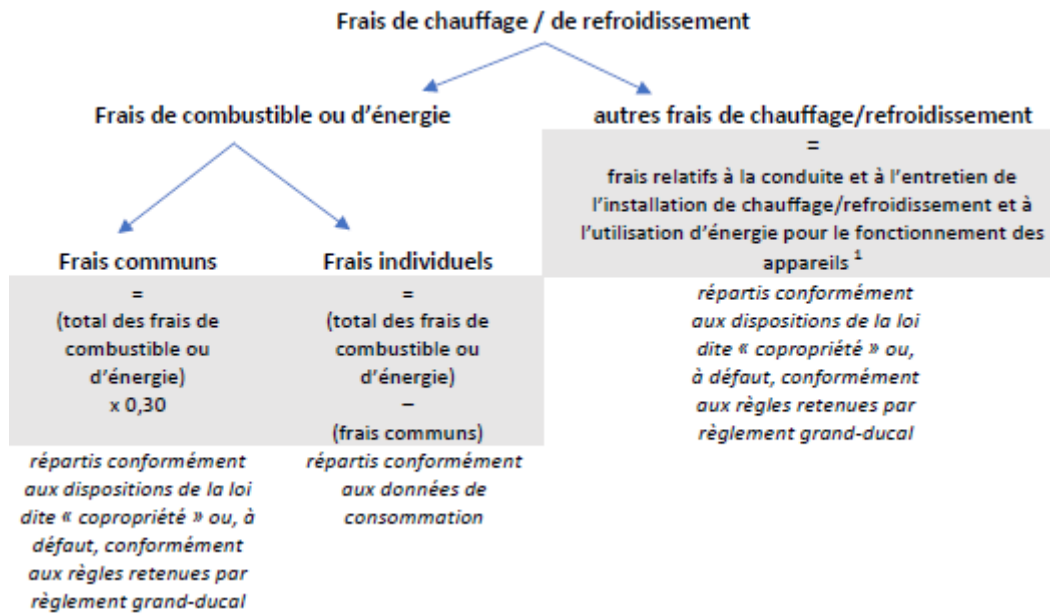 Frais de chauffage / de refroidissement
Frais de combustible ou d'énergie
autres frais de chauffage/refroidissement
=
frais relatifs à la conduite et à l'entretien de
l'installation de chauffage/refroidissement et à
l'utilisation d'énergie pour le fonctionnement des
appareils ¹
répartis conformément
aux dispositions de la loi
dite « copropriété » ou,
à défaut, conformément
aux règles retenues par
règlement grand-ducal
Frais communs
=
(total des frais de
combustible ou
d'énergie)
x 0,30
répartis conformément
aux dispositions de la loi
dite « copropriété » ou, à
défaut, conformément
aux règles retenues par
règlement grand-ducal
Frais individuels
=
(total des frais de
combustible ou
d'énergie)
–
(frais communs)
répartis conformément
aux données de
consommation